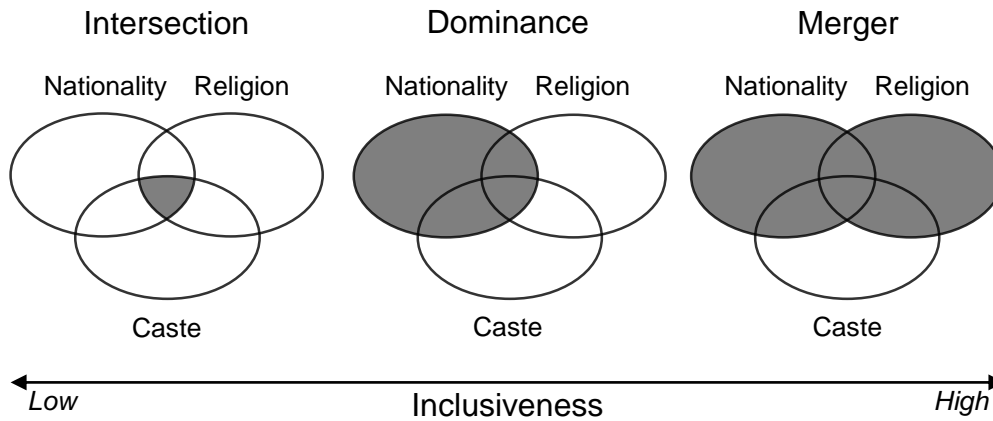 Intersection Dominance Merger
Nationality Religion Nationality Religion Nationality Religion
Caste Caste Caste
Low Inclusiveness High